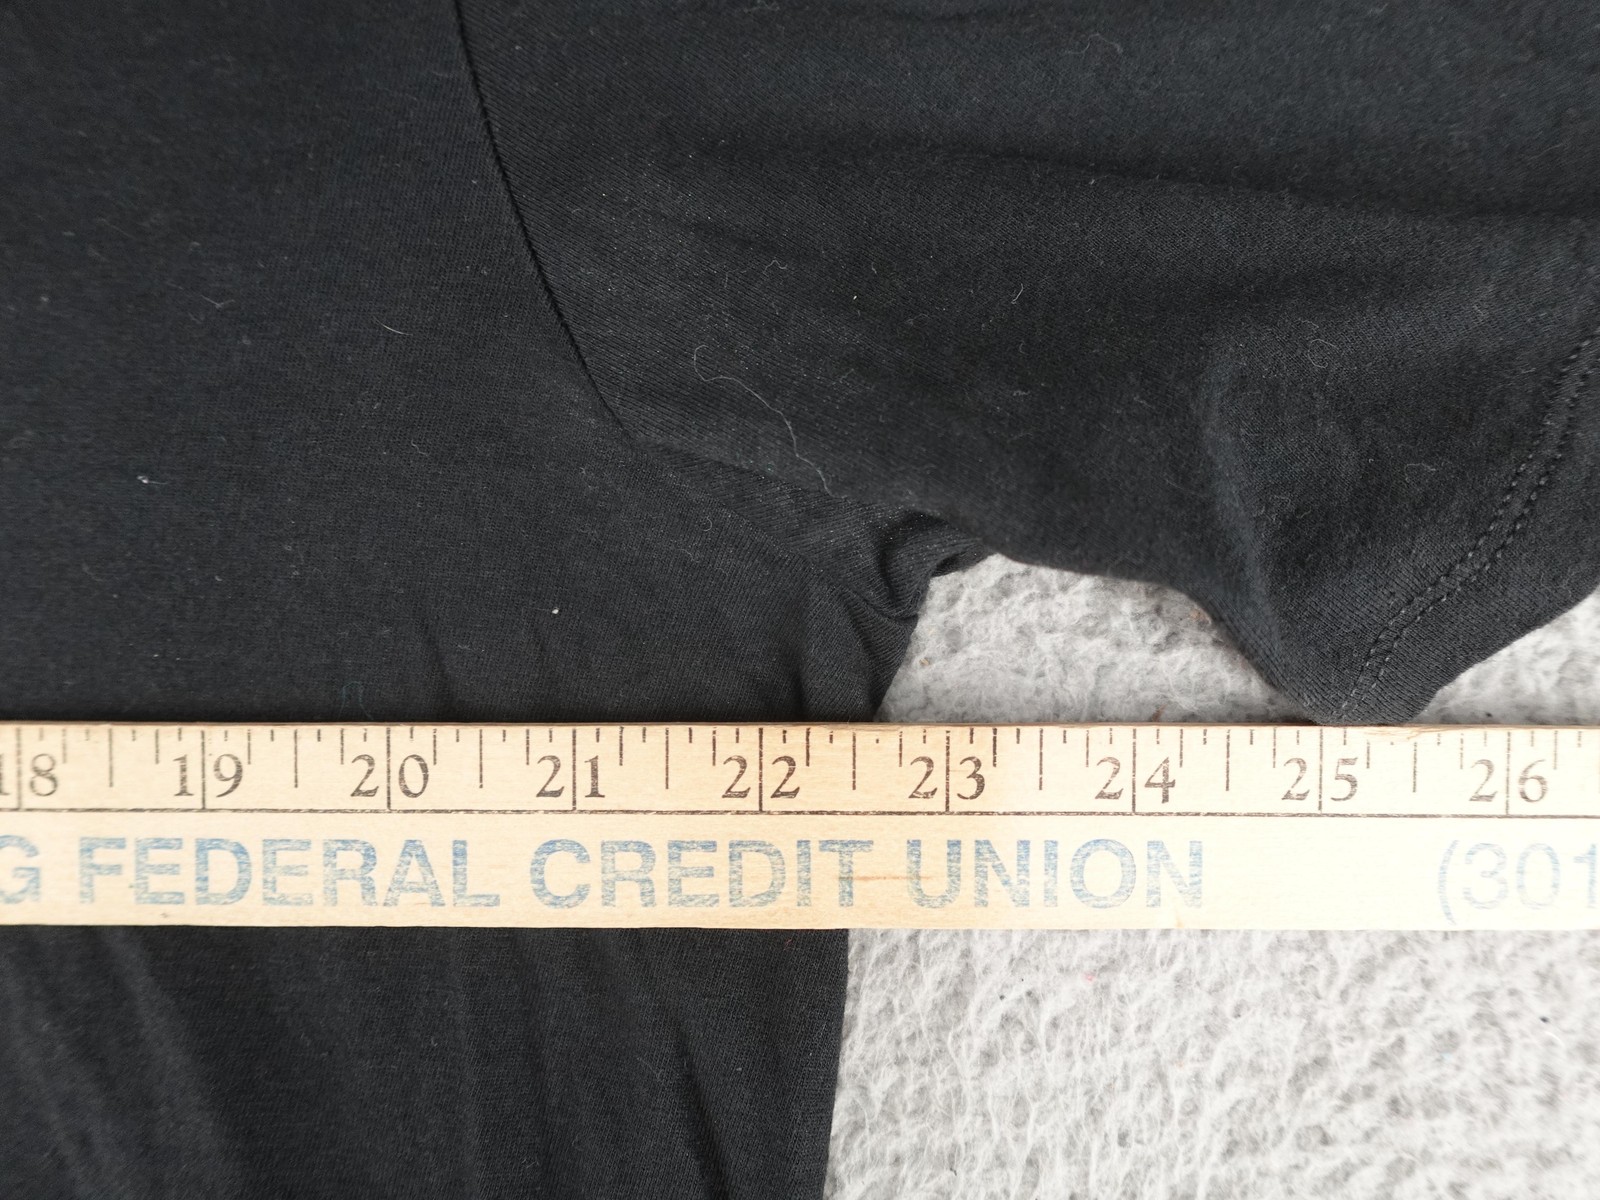 18 19 20 21 22 23 24 25 26
G FEDERAL CREDIT UNION (301